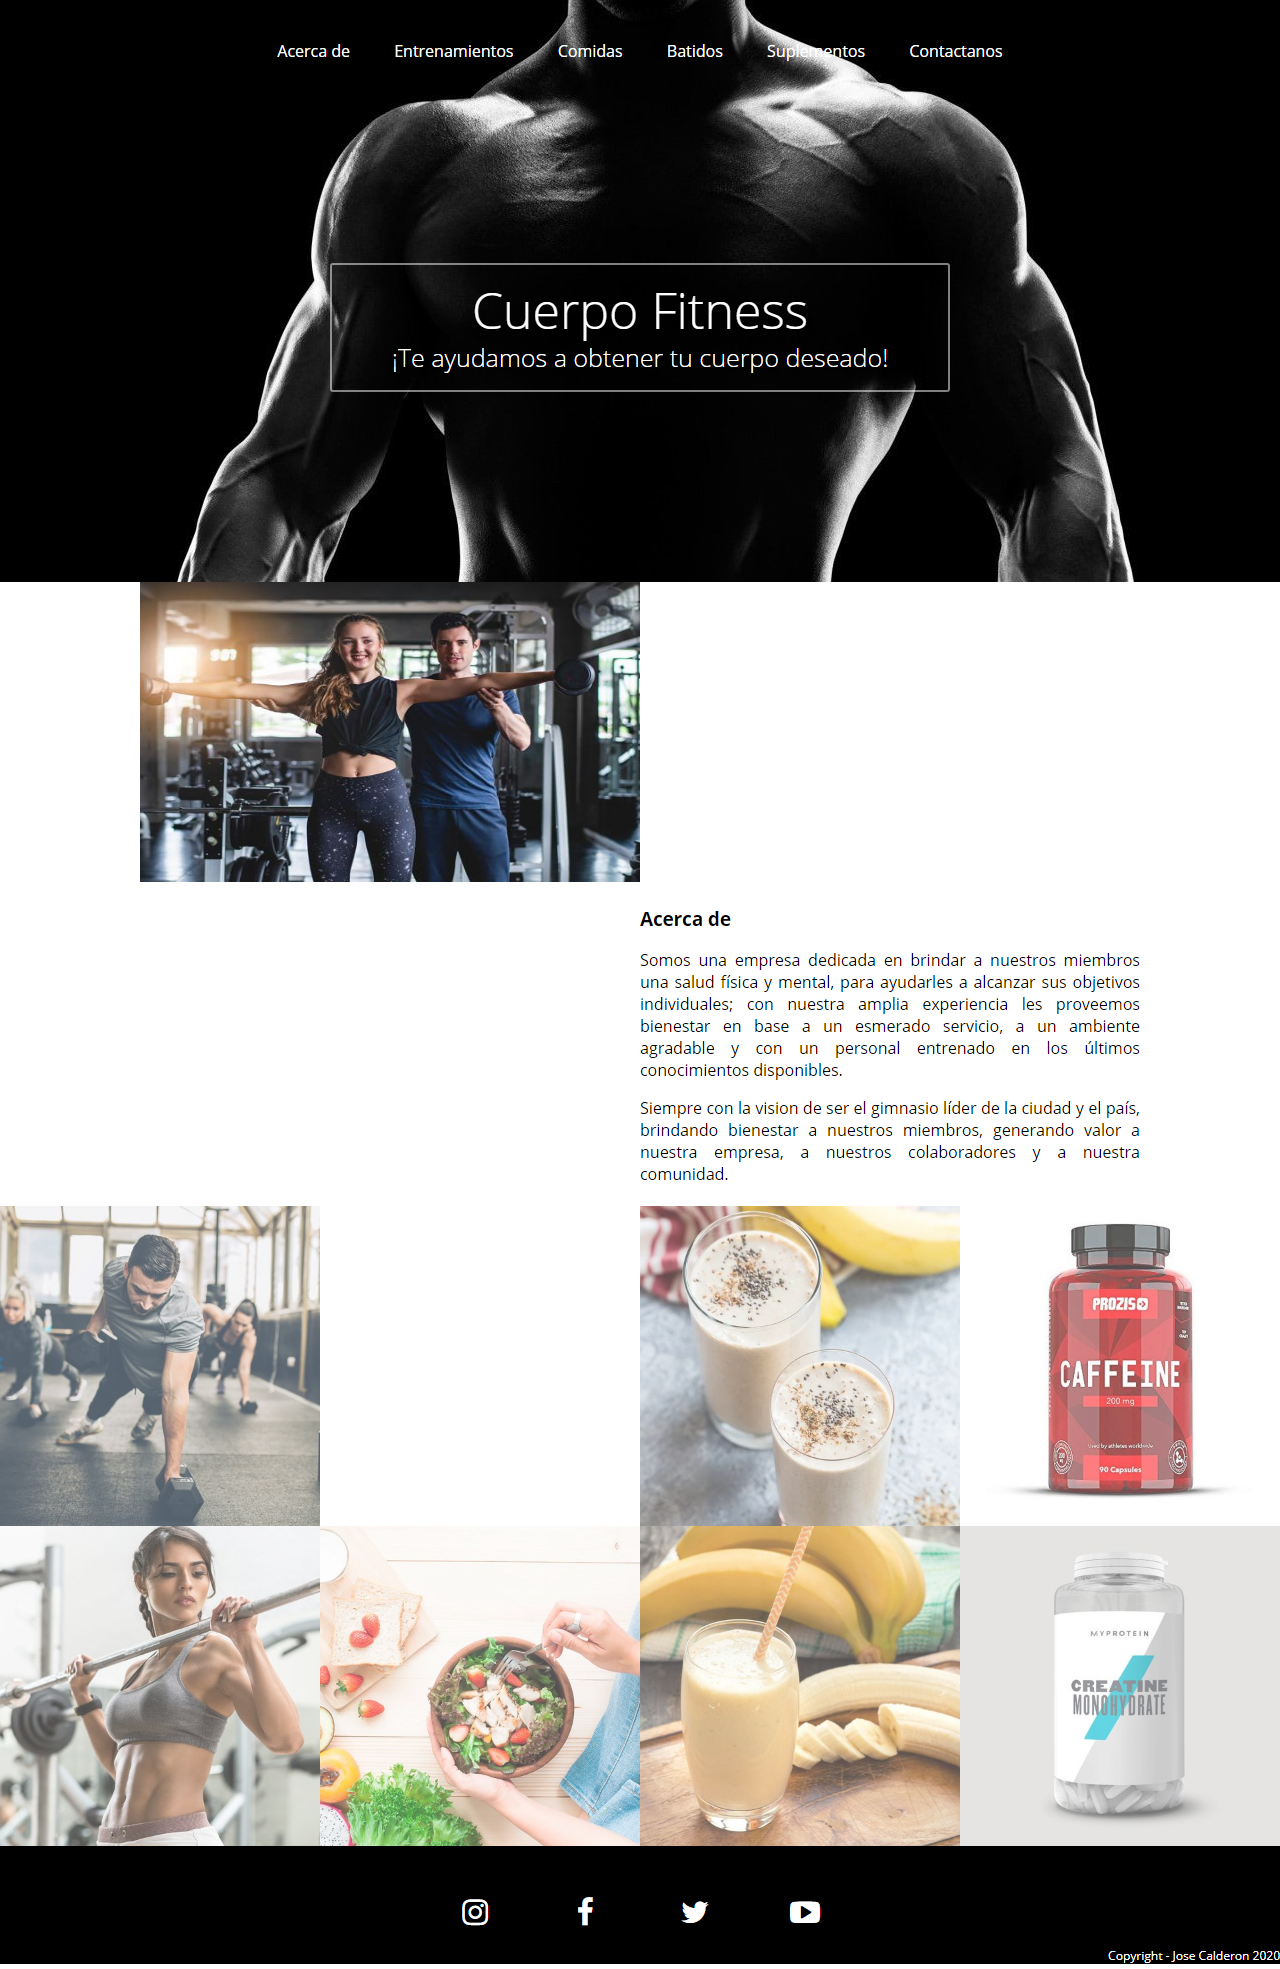 Acerca de Entrenamientos Comidas Batidos Suplementos Contactanos
Cuerpo Fitness
¡Te ayudamos a obtener tu cuerpo deseado!
Acerca de
Somos una empresa dedicada en brindar a nuestros miembros
una salud física y mental, para ayudarles a alcanzar sus objetivos
individuales; con nuestra amplia experiencia les proveemos
bienestar en base a un esmerado servicio, a un ambiente
agradable y con un personal entrenado en los últimos
conocimientos disponibles.
Siempre con la vision de ser el gimnasio líder de la ciudad y el país,
brindando bienestar a nuestros miembros, generando valor a
nuestra empresa, a nuestros colaboradores y a nuestra
comunidad.
PROZIS
CAFFEINE
200 mg
Used by athletes worldwide
90 Capsules
MYPROTEIN
CREATINE
MONOHYDRATE
Copyright - Jose Calderon 2020